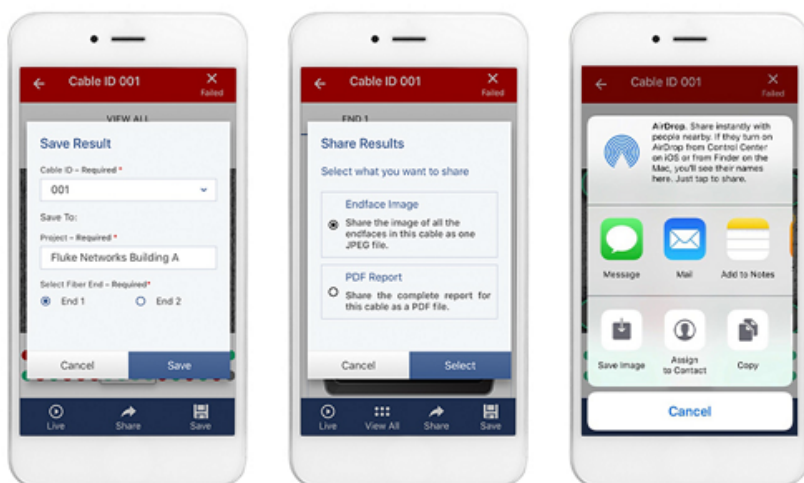 Cable ID 001
Failed
VIEW ALL
Save Result
Cable ID – Required *
001
Save To:
Project – Required *
Fluke Networks Building A
Select Fiber End – Required*
End 1
End 2
Cancel
Save
Live
Share
Save
Cable ID 001
Failed
END 1
Share Results
Select what you want to share
Endface Image
Share the image of all the
endfaces in this cable as one
JPEG file.
PDF Report
Share the complete report for
this cable as a PDF file.
Cancel
Select
Live
View All
Share
Save
Cable ID 001
Failed
AirDrop. Share instantly with
people nearby. If they turn on
AirDrop from Control Center
on iOS or from Finder on the
Mac, you'll see their names
here. Just tap to share.
Message
Mail
Add to Notes
Save Image
Assign
to Contact
Copy
Cancel